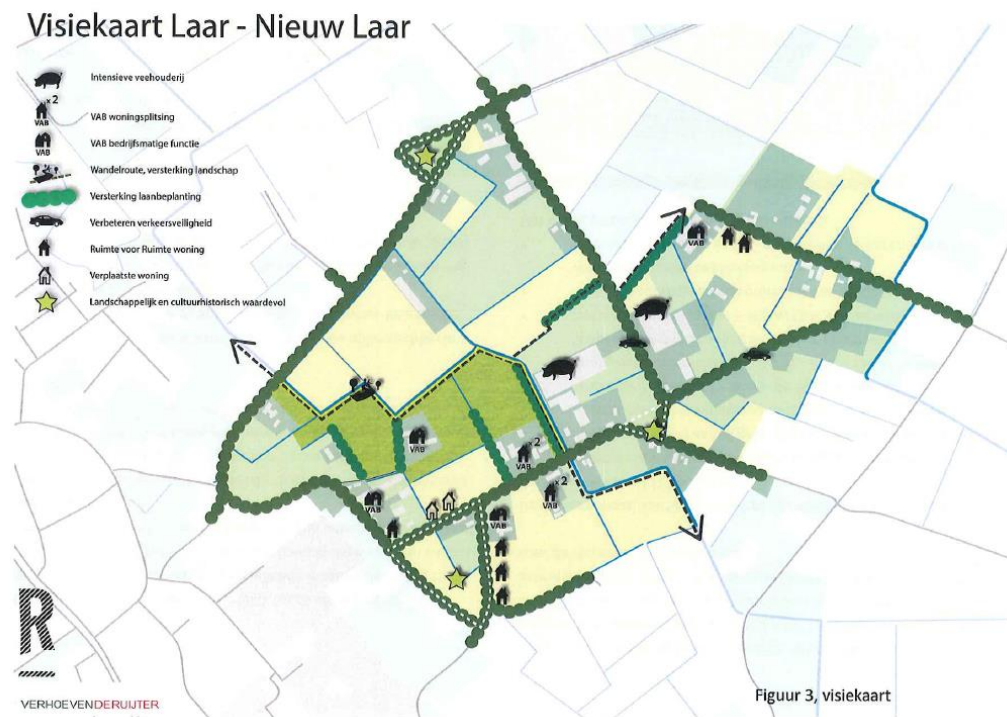 Visiekaart Laar - Nieuw Laar
Intensieve veehouderij
x2
VAB
VAB woningsplitsing
VAB
VAB bedrijfsmatige functie
Wandelroute, versterking landschap
Versterking laanbeplanting
Verbeteren verkeersveiligheid
Ruimte voor Ruimte woning
Verplaatste woning
Landschappelijk en cultuurhistorisch waardevol
VAB
VAB
x2
VAB
x2
VAB
VAB
VAB
R
VERHOEVENDERUIJTER
Figuur 3, visiekaart